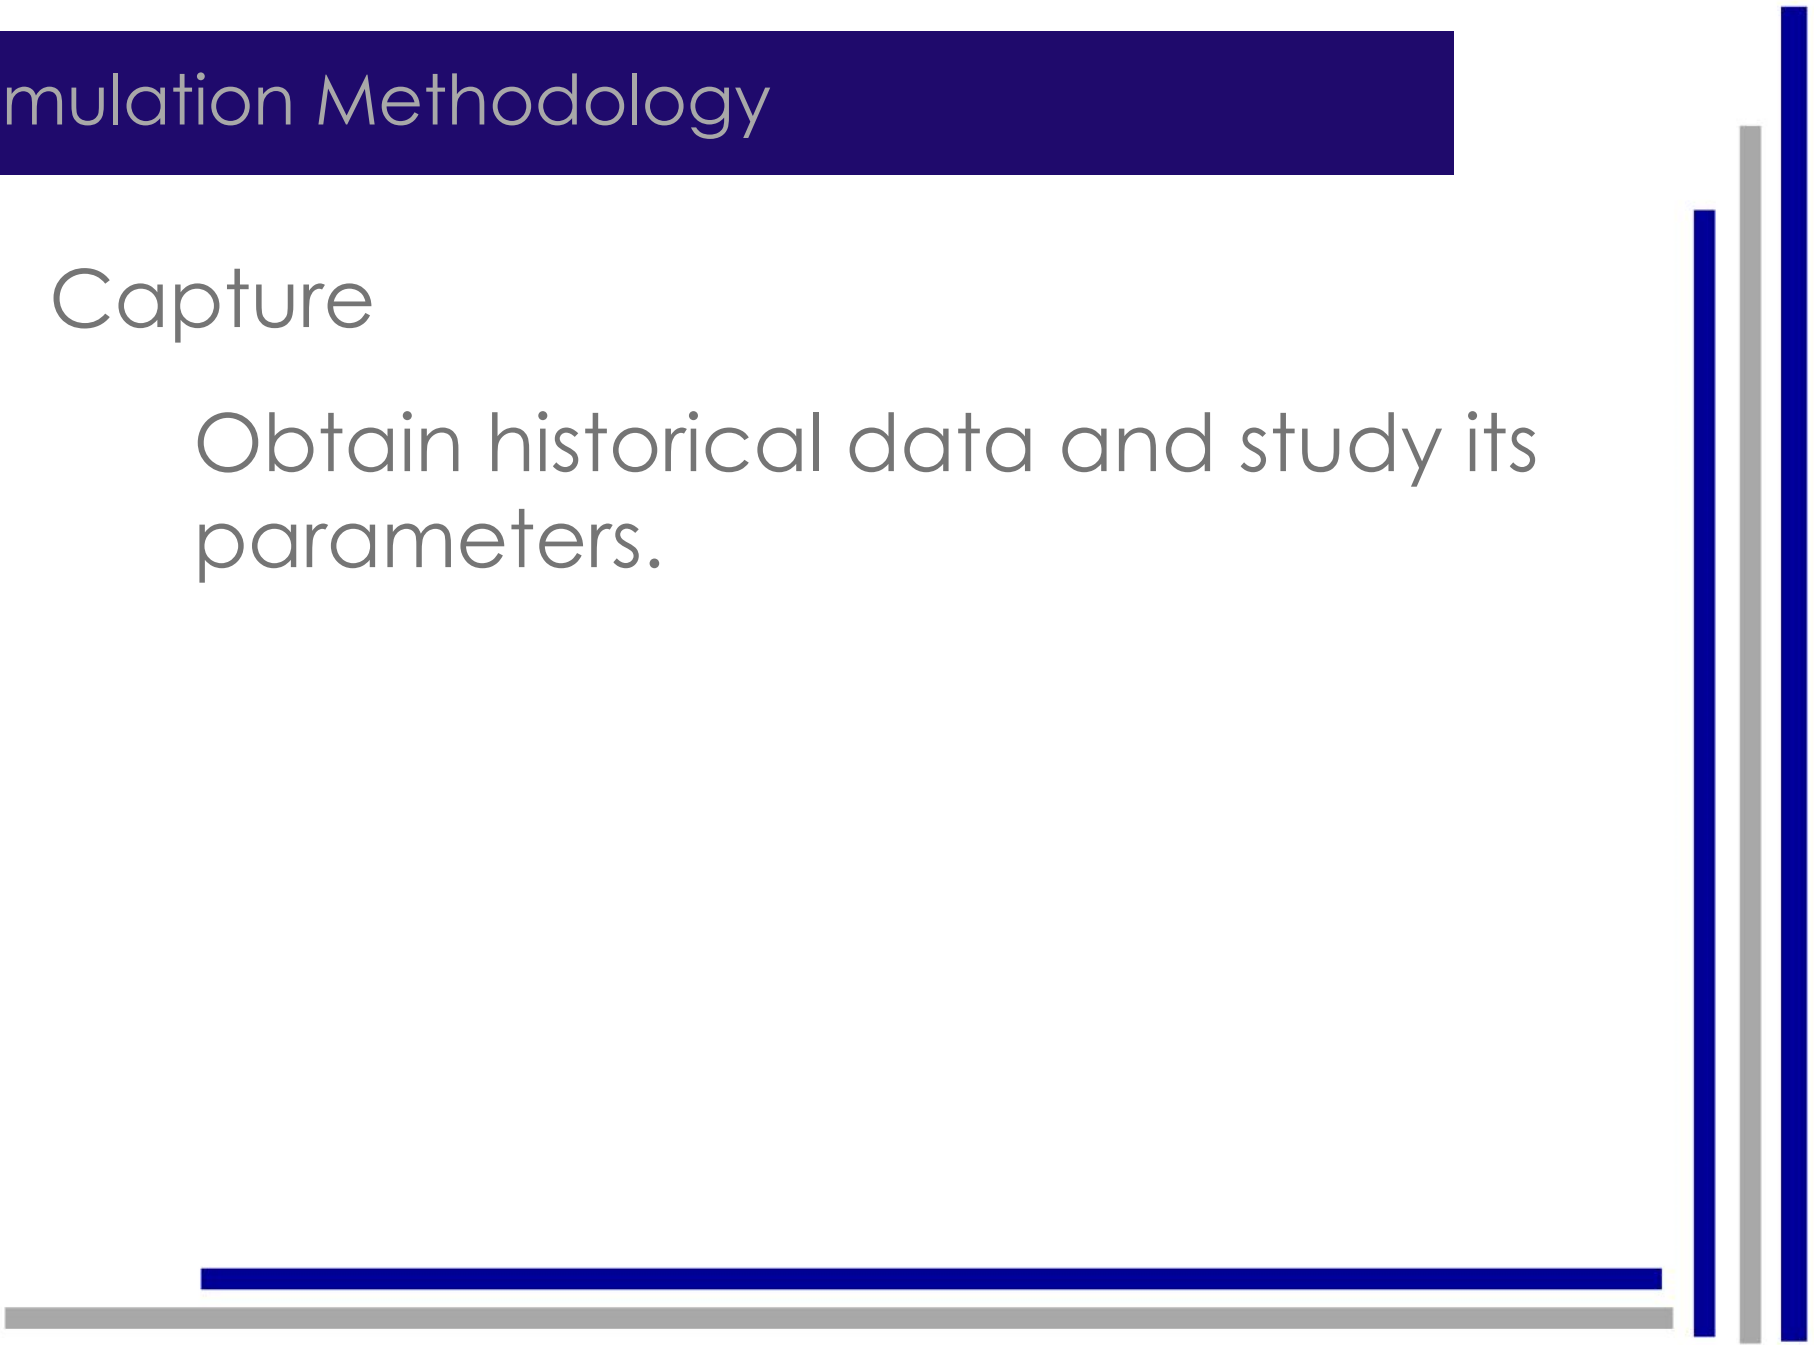 mulation Methodology
Capture
Obtain historical data and study its
parameters.